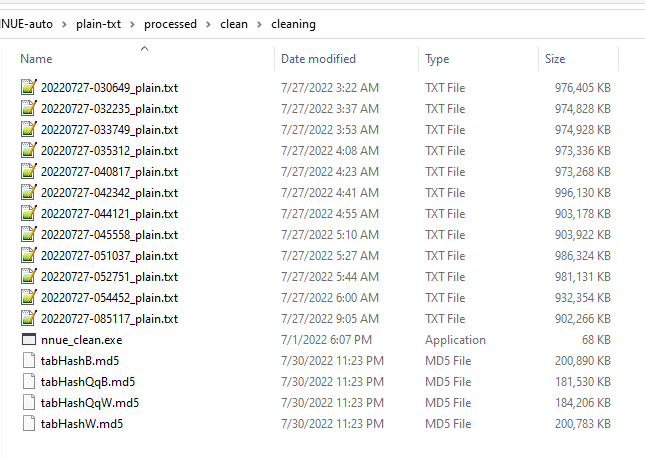 NUE-auto > plain-txt > processed > clean > cleaning
Name Date modified Type Size
20220727-030649_plain.txt 7/27/2022 3:22 AM TXT File 976,405 KB
20220727-032235_plain.txt 7/27/2022 3:37 AM TXT File 974,828 KB
20220727-033749_plain.txt 7/27/2022 3:53 AM TXT File 974,928 KB
20220727-035312_plain.txt 7/27/2022 4:08 AM TXT File 973,336 KB
20220727-040817_plain.txt 7/27/2022 4:23 AM TXT File 973,268 KB
20220727-042342_plain.txt 7/27/2022 4:41 AM TXT File 996,130 KB
20220727-044121_plain.txt 7/27/2022 4:55 AM TXT File 903,178 KB
20220727-045558_plain.txt 7/27/2022 5:10 AM TXT File 903,922 KB
20220727-051037_plain.txt 7/27/2022 5:27 AM TXT File 986,324 KB
20220727-052751_plain.txt 7/27/2022 5:44 AM TXT File 981,131 KB
20220727-054452_plain.txt 7/27/2022 6:00 AM TXT File 932,354 KB
20220727-085117_plain.txt 7/27/2022 9:05 AM TXT File 902,266 KB
nnue_clean.exe 7/1/2022 6:07 PM Application 68 KB
tabHashB.md5 7/30/2022 11:23 PM MD5 File 200,890 KB
tabHashQqB.md5 7/30/2022 11:23 PM MD5 File 181,530 KB
tabHashQqW.md5 7/30/2022 11:23 PM MD5 File 184,206 KB
tabHashW.md5 7/30/2022 11:23 PM MD5 File 200,783 KB